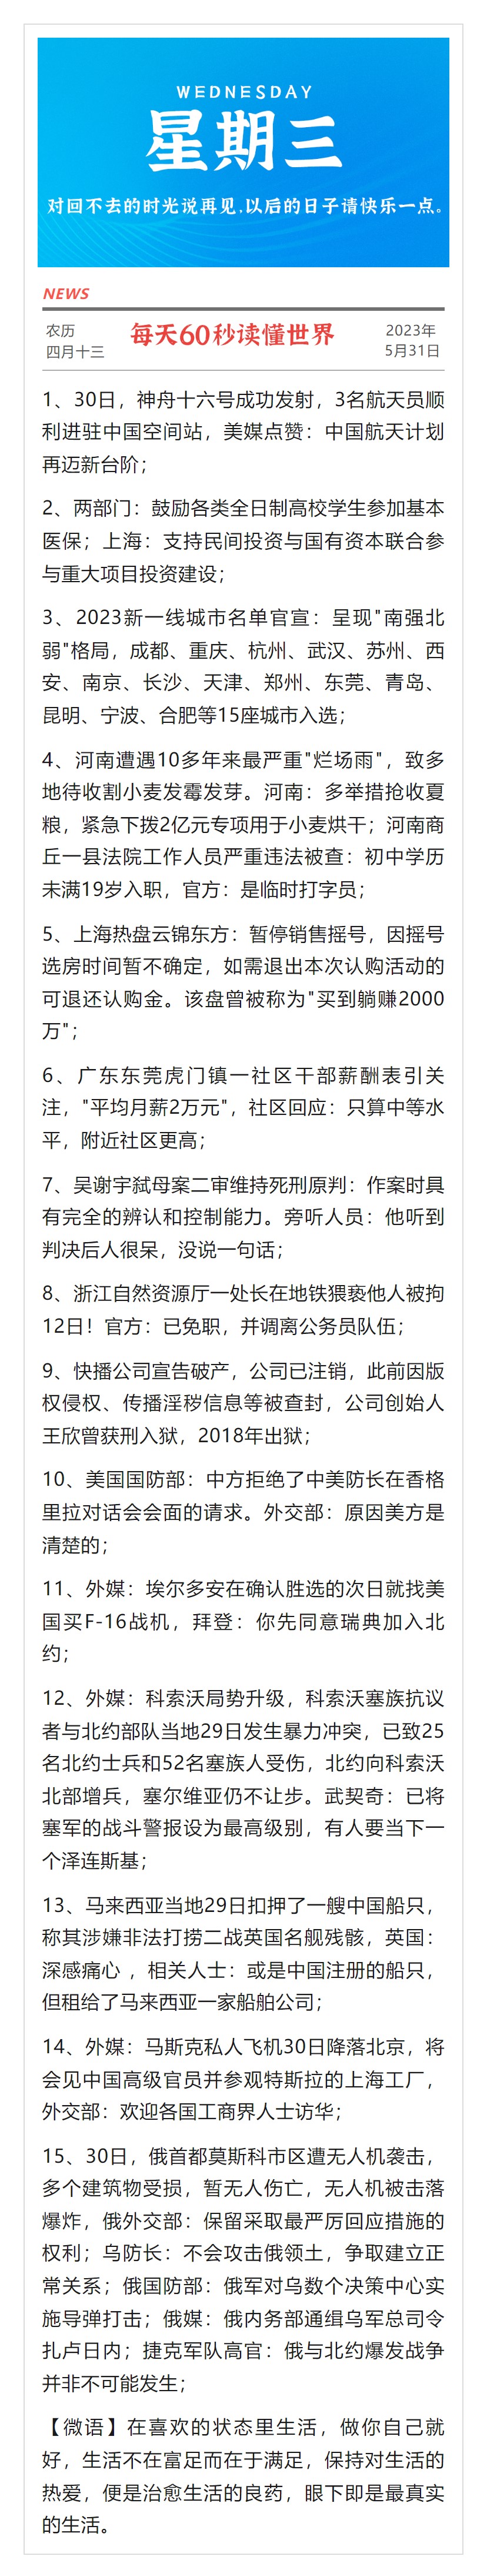 WEDNESDAY
星期三
对回不去的时光说再见,以后的日子请快乐一点。
NEWS
农历
四月十三
每天60秒读懂世界
2023年
5月31日
1、30日，神舟十六号成功发射，3名航天员顺
利进驻中国空间站，美媒点赞：中国航天计划
再迈新台阶；
2、两部门：鼓励各类全日制高校学生参加基本
医保；上海：支持民间投资与国有资本联合参
与重大项目投资建设；
3、2023新一线城市名单官宣：呈现"南强北
弱"格局，成都、重庆、杭州、武汉、苏州、西
安、南京、长沙、天津、郑州、东莞、青岛、
昆明、宁波、合肥等15座城市入选；
4、河南遭遇10多年来最严重"烂场雨"，致多
地待收割小麦发霉发芽。河南：多举措抢收夏
粮，紧急下拨2亿元专项用于小麦烘干；河南商
丘一县法院工作人员严重违法被查：初中学历
未满19岁入职，官方：是临时打字员；
5、上海热盘云锦东方：暂停销售摇号，因摇号
选房时间暂不确定，如需退出本次认购活动的
可退还认购金。该盘曾被称为"买到躺赚2000
万"；
6、广东东莞虎门镇一社区干部薪酬表引关
注，"平均月薪2万元"，社区回应：只算中等水
平，附近社区更高；
7、吴谢宇弑母案二审维持死刑原判：作案时具
有完全的辨认和控制能力。旁听人员：他听到
判决后人很呆，没说一句话；
8、浙江自然资源厅一处长在地铁猥亵他人被拘
12日！官方：已免职，并调离公务员队伍；
9、快播公司宣告破产，公司已注销，此前因版
权侵权、传播淫秽信息等被查封，公司创始人
王欣曾获刑入狱，2018年出狱；
10、美国国防部：中方拒绝了中美防长在香格
里拉对话会会面的请求。外交部：原因美方是
清楚的；
11、外媒：埃尔多安在确认胜选的次日就找美
国买F-16战机，拜登：你先同意瑞典加入北
约；
12、外媒：科索沃局势升级，科索沃塞族抗议
者与北约部队当地29日发生暴力冲突，已致25
名北约士兵和52名塞族人受伤，北约向科索沃
北部增兵，塞尔维亚仍不让步。武契奇：已将
塞军的战斗警报设为最高级别，有人要当下一
个泽连斯基；
13、马来西亚当地29日扣押了一艘中国船只，
称其涉嫌非法打捞二战英国名舰残骸，英国：
深感痛心 ，相关人士：或是中国注册的船只，
但租给了马来西亚一家船舶公司；
14、外媒：马斯克私人飞机30日降落北京，将
会见中国高级官员并参观特斯拉的上海工厂，
外交部：欢迎各国工商界人士访华；
15、30日，俄首都莫斯科市区遭无人机袭击，
多个建筑物受损，暂无人伤亡，无人机被击落
爆炸，俄外交部：保留采取最严厉回应措施的
权利；乌防长：不会攻击俄领土，争取建立正
常关系；俄国防部：俄军对乌数个决策中心实
施导弹打击；俄媒：俄内务部通缉乌军总司令
扎卢日内；捷克军队高官：俄与北约爆发战争
并非不可能发生；
【微语】在喜欢的状态里生活，做你自己就
好，生活不在富足而在于满足，保持对生活的
热爱，便是治愈生活的良药，眼下即是最真实
的生活。